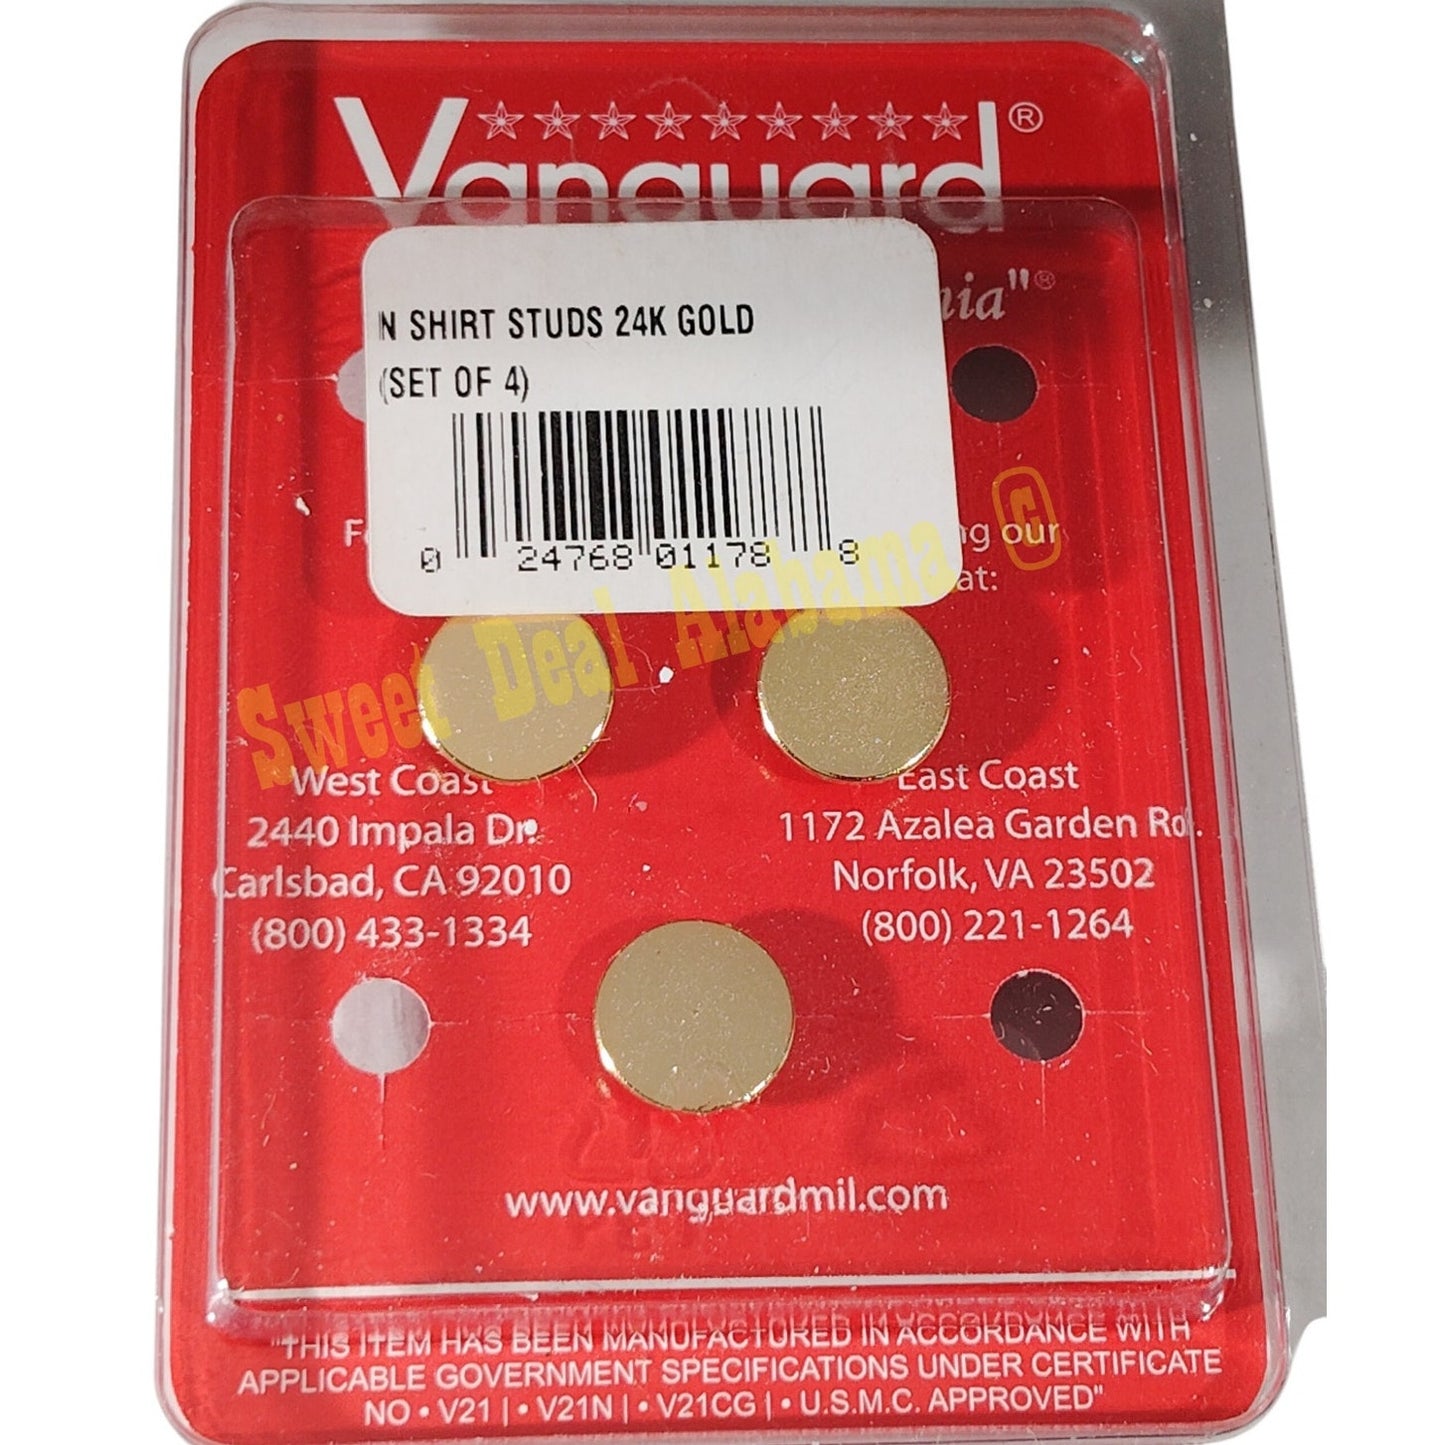 Vanguard®
"®
N SHIRT STUDS 24K GOLD
(SET OF 4)
0 24768 01178 8
our
at:
Sweet Deal Alabama ©
West Coast
2440 Impala Dr.
Carlsbad, CA 92010
(800) 433-1334
East Coast
1172 Azalea Garden Rd.
Norfolk, VA 23502
(800) 221-1264
www.vanguardmil.com
"THIS ITEM HAS BEEN MANUFACTURED IN ACCORDANCE WITH
APPLICABLE GOVERNMENT SPECIFICATIONS UNDER CERTIFICATE
NO • V21 | • V21N | • V21CG | • U.S.M.C. APPROVED"